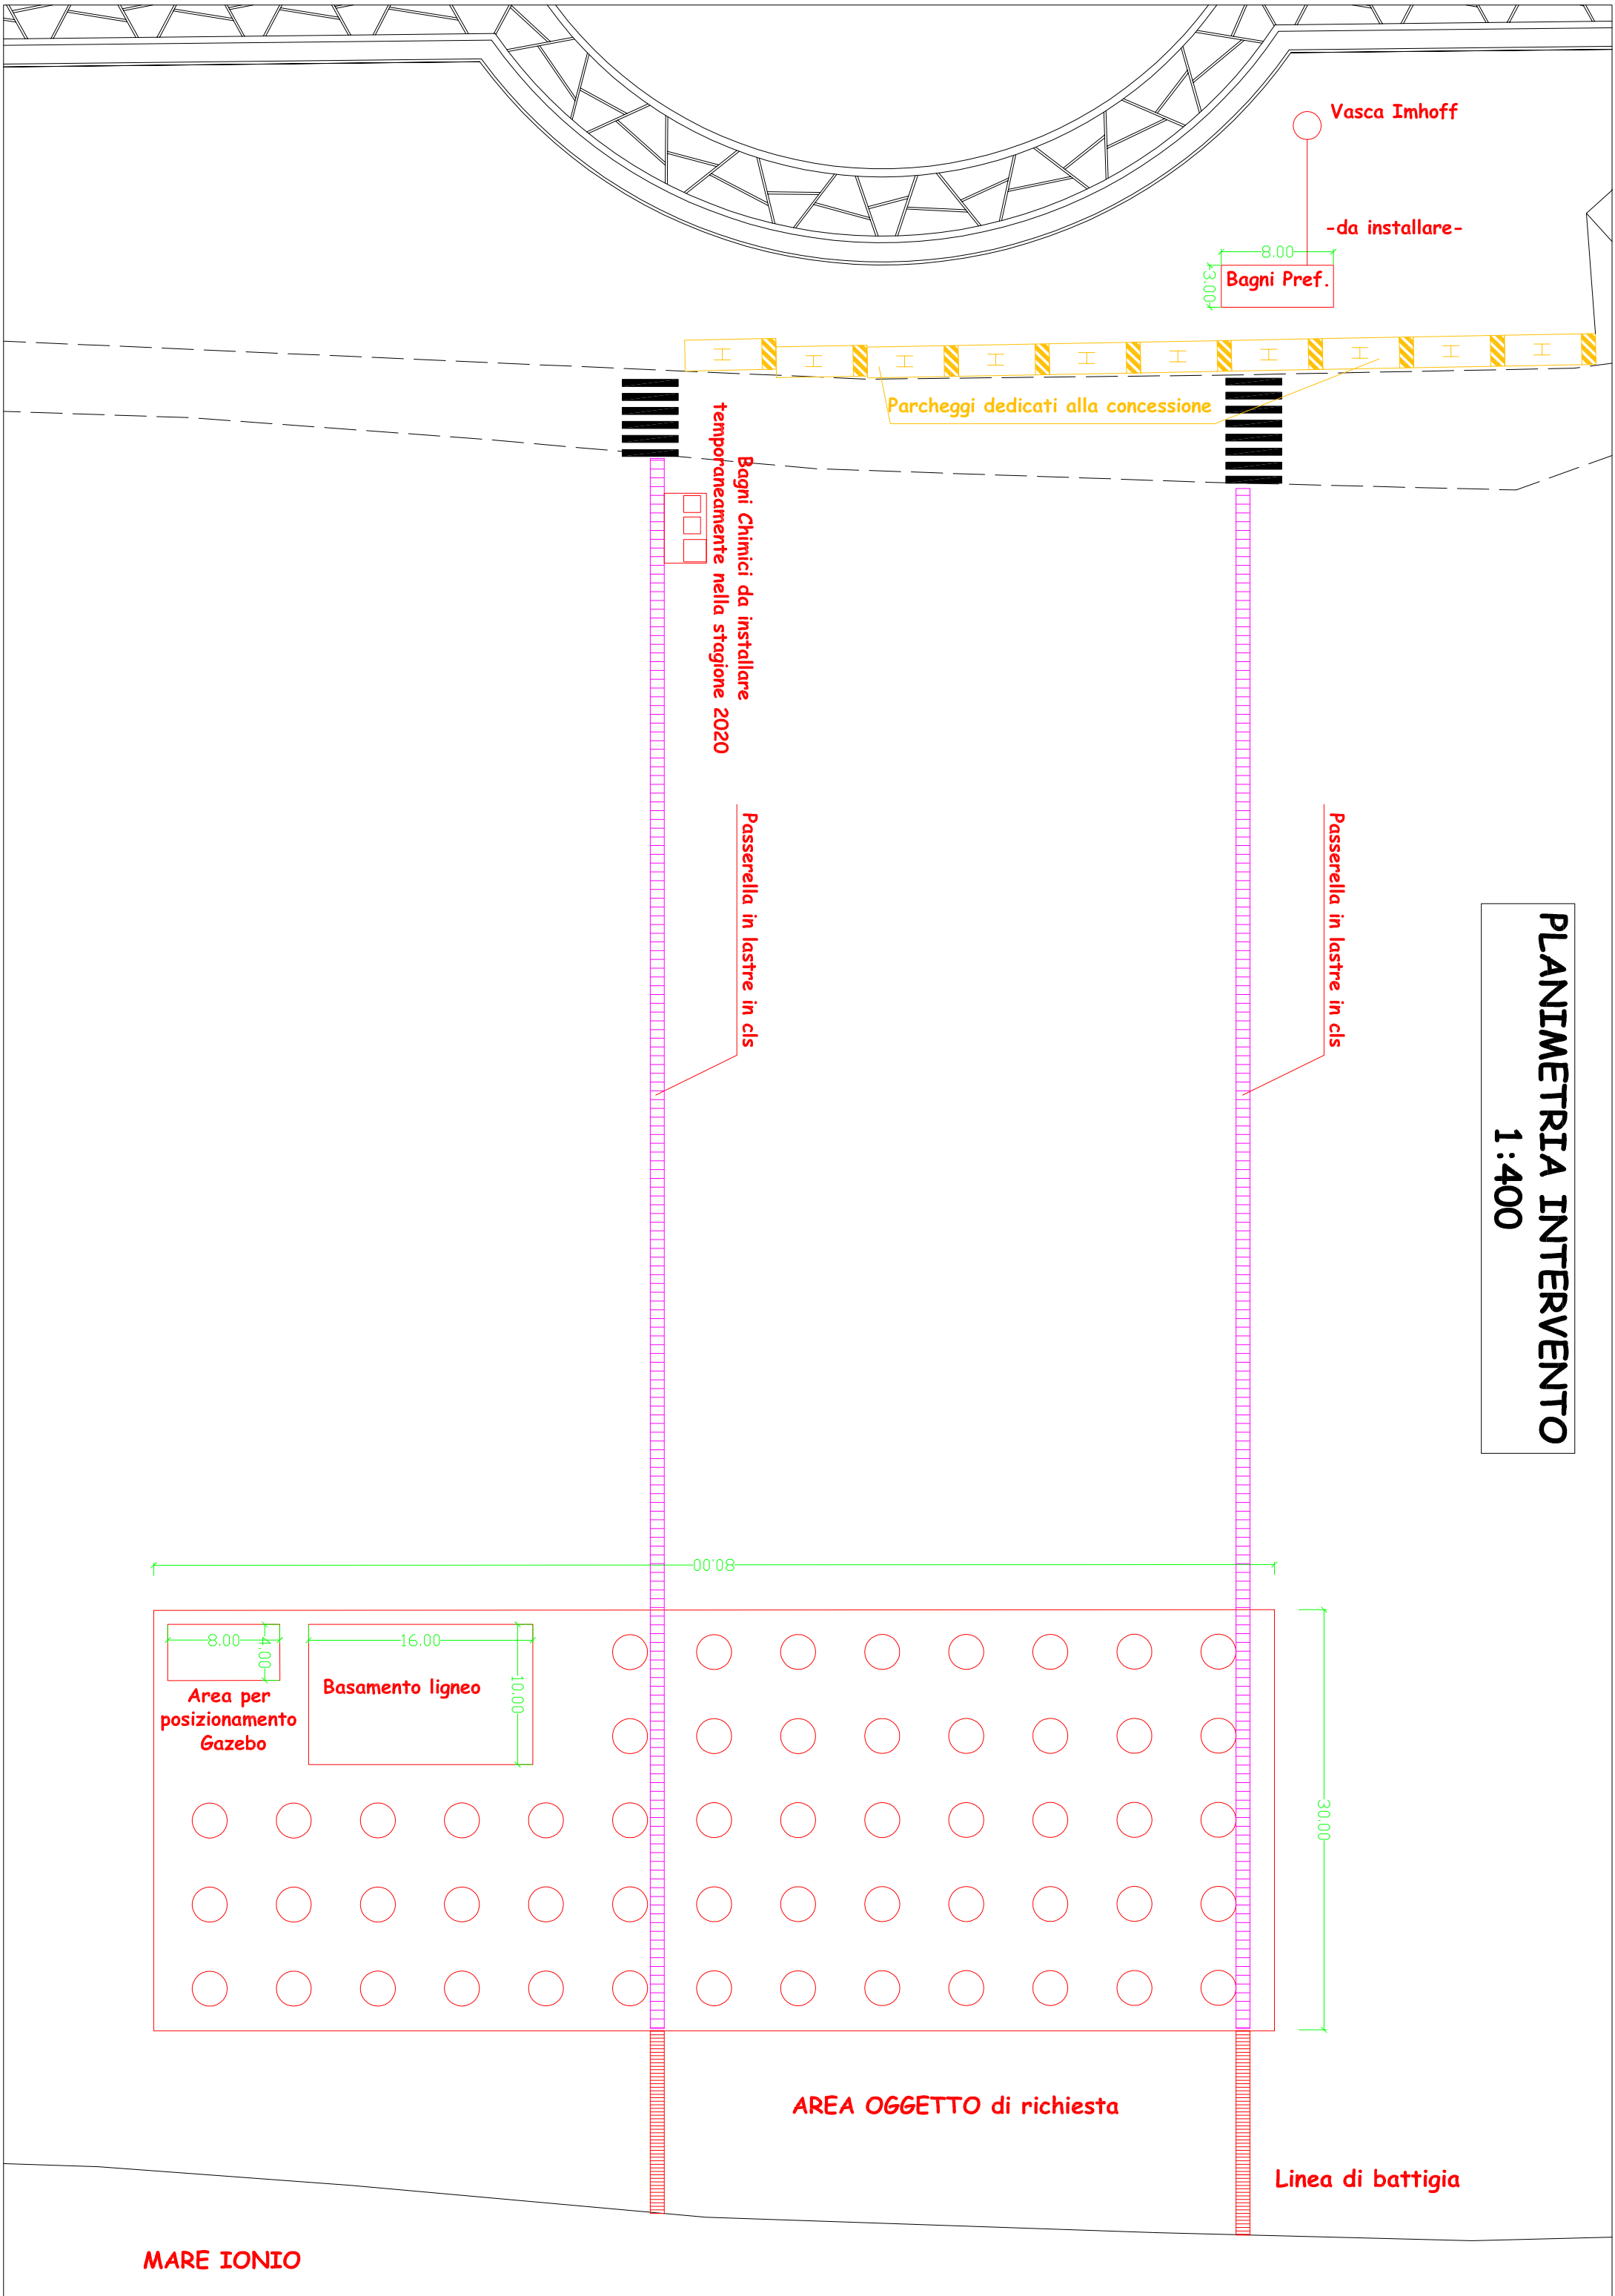 Vasca Imhoff
-da installare-
8.00
3.00
Bagni Pref.
Parcheggi dedicati alla concessione
Bagni Chimici da installare
temporaneamente nella stagione 2020
Passerella in lastre in cls
Passerella in lastre in cls
PLANIMETRIA INTERVENTO
1:400
80.00
8.00
4.00
16.00
10.00
Basamento ligneo
Area per
posizionamento
Gazebo
30.00
AREA OGGETTO di richiesta
Linea di battigia
MARE IONIO